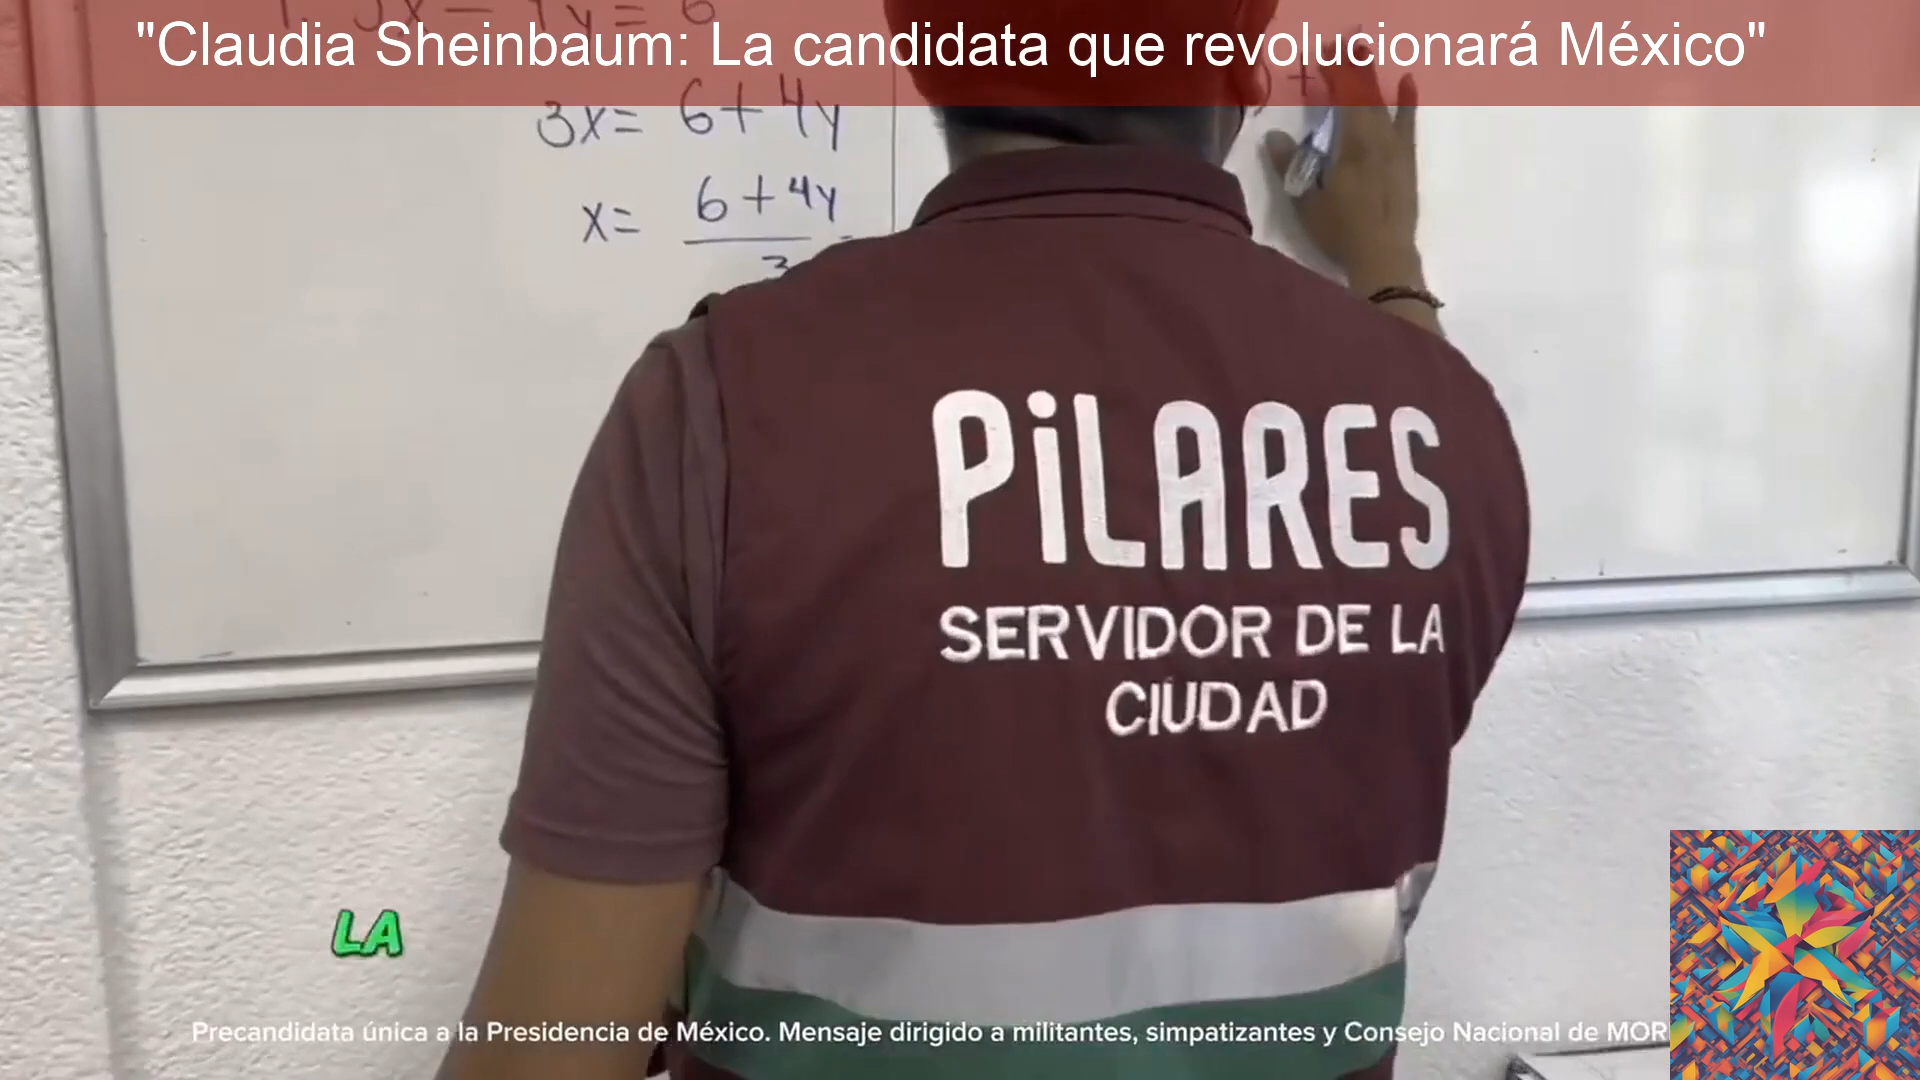 "Claudia Sheinbaum: La candidata que revolucionará México"
3x= 6+4y
x= 6+4y
3
PiLARES
SERVIDOR DE LA
CIUDAD
LA
Precandidata única a la Presidencia de México. Mensaje dirigido a militantes, simpatizantes y Consejo Nacional de MOR